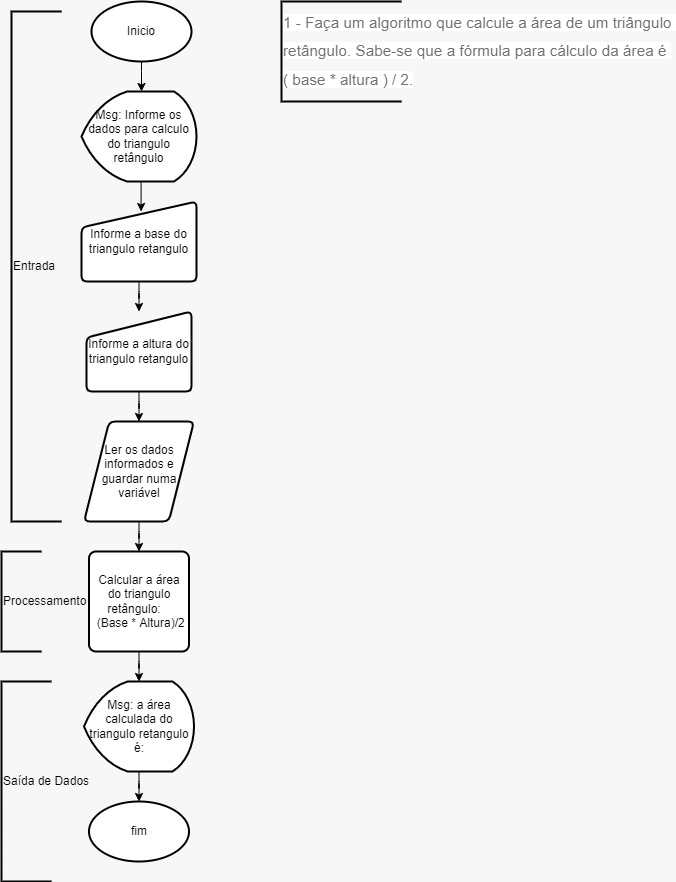 Inicio
1 - Faça um algoritmo que calcule a área de um triângulo
retângulo. Sabe-se que a fórmula para cálculo da área é
( base * altura ) / 2.
Msg: Informe os
dados para calculo
do triangulo
retângulo
Informe a base do
triangulo retangulo
Entrada
Informe a altura do
triangulo retangulo
Ler os dados
informados e
guardar numa
variável
Calcular a área
do triangulo
retângulo:
(Base * Altura)/2
Processamento
Msg: a área
calculada do
triangulo retangulo
é:
Saída de Dados
fim